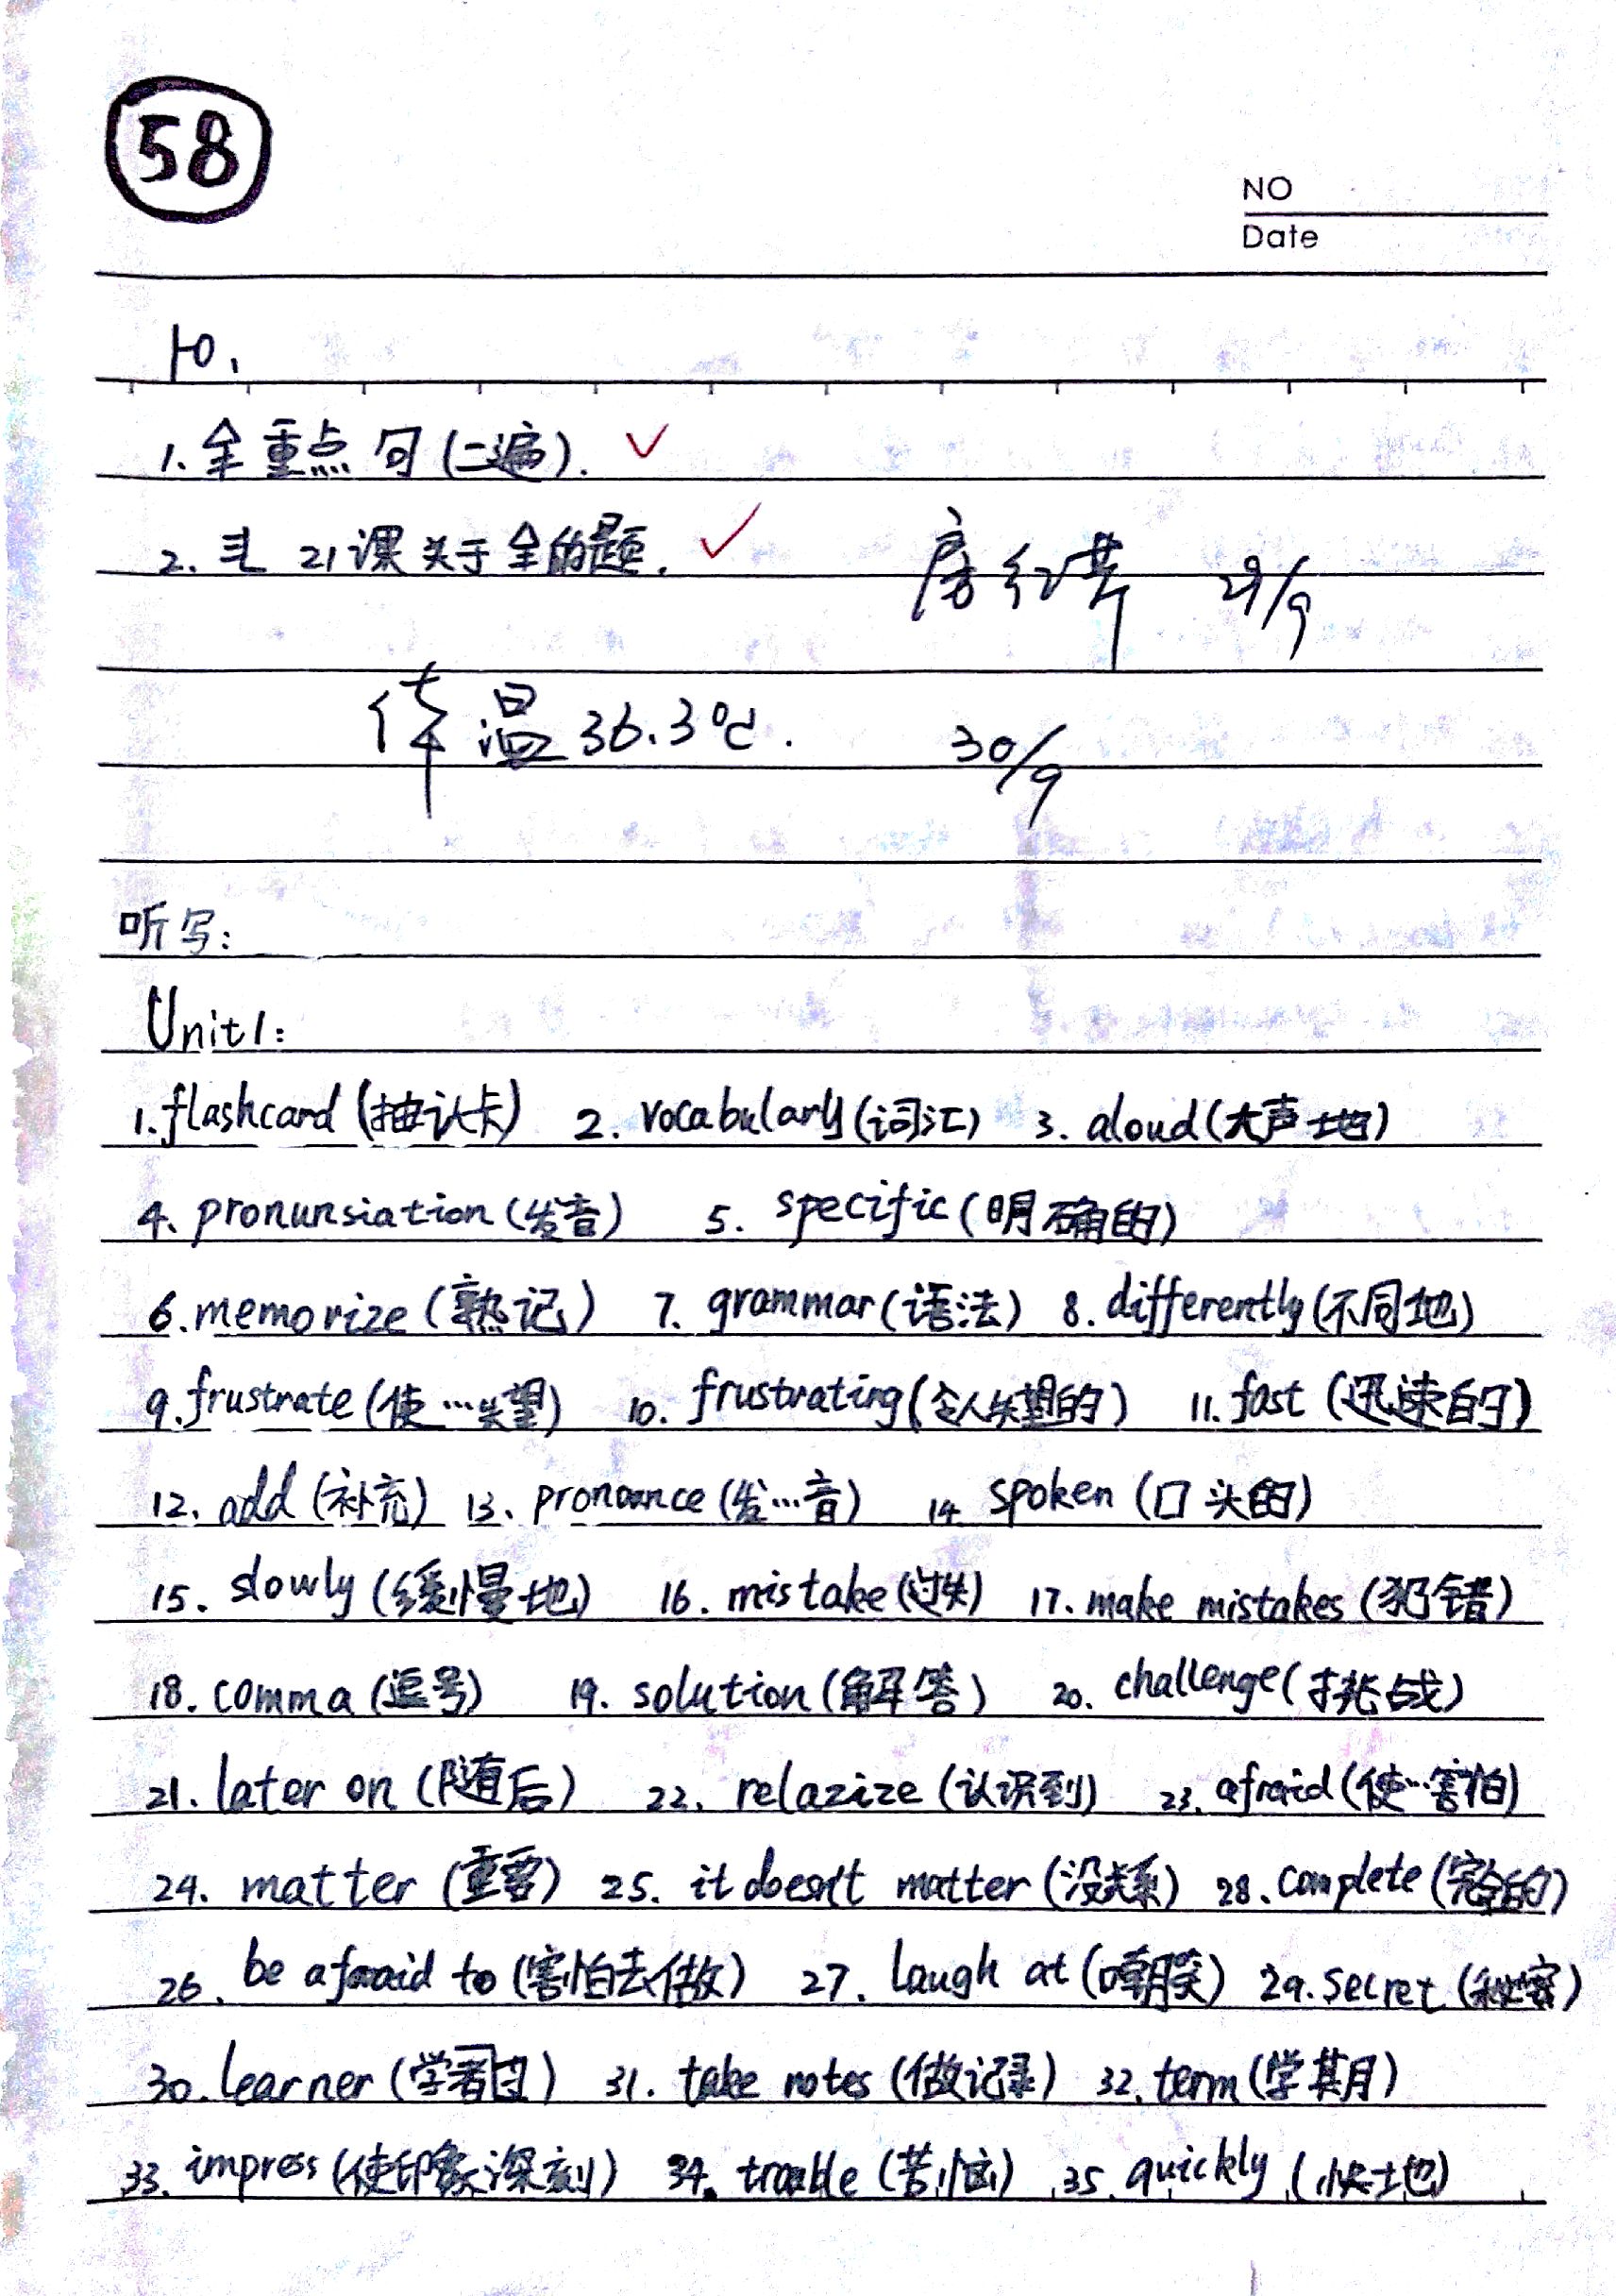 58
NO
Date
1. 全重点句(二遍).
2. 21课关于全的题.
29/9
体温36.3℃. 30/9
听写:
Unit1:
1.flashcard(抽认卡) 2.vocabulary(词汇) 3.aloud(大声地)
4.pronunsiation(发音) 5.specific(明确的)
6.memorize(熟记) 7.grammar(语法) 8.differently(不同地)
9.frustrate(使…失望) 10.frustrating(令人失望的) 11.fast(迅速的)
12.add(补充) 13.pronounce(发…音) 14 spoken(口头的)
15.slowly(缓慢地) 16.mistake(过失) 17.make mistakes(犯错)
18.comma(逗号) 19.solution(解答) 20.challenge(挑战)
21.later on(随后) 22.relazize(认识到) 23.afraid(使…害怕)
24.matter(重要) 25.it doesn't matter(没关系) 28.complete(完全的)
26.be afraid to(害怕去做) 27.laugh at(嘲笑) 29.secret(秘密)
30.learner(学习者) 31.take notes(做记录) 32.term(学期)
33.impress(使印象深刻) 34.trouble(苦恼) 35.quickly(快地)